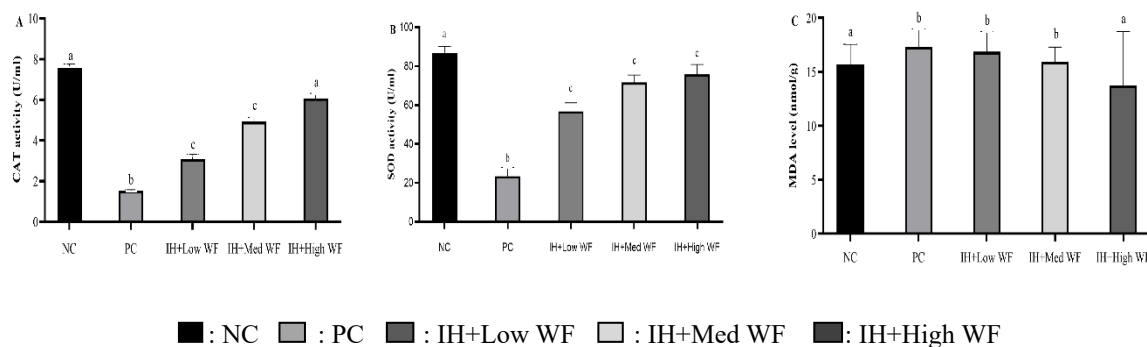 A
CAT activity (U/ml)
10
8
6
4
2
0
a
b
c
c
a
NC
PC
IH+Low WF
IH+Med WF
IH+High WF
B
SOD activity (U/ml)
100
80
60
40
20
0
a
b
c
c
c
NC
PC
IH+Low WF
IH+Med WF
IH+High WF
C
MDA level (nmol/g)
20
15
10
5
0
a
b
b
b
a
NC
PC
IH+Low WF
IH+Med WF
IH+High WF
: NC : PC : IH+Low WF : IH+Med WF : IH+High WF